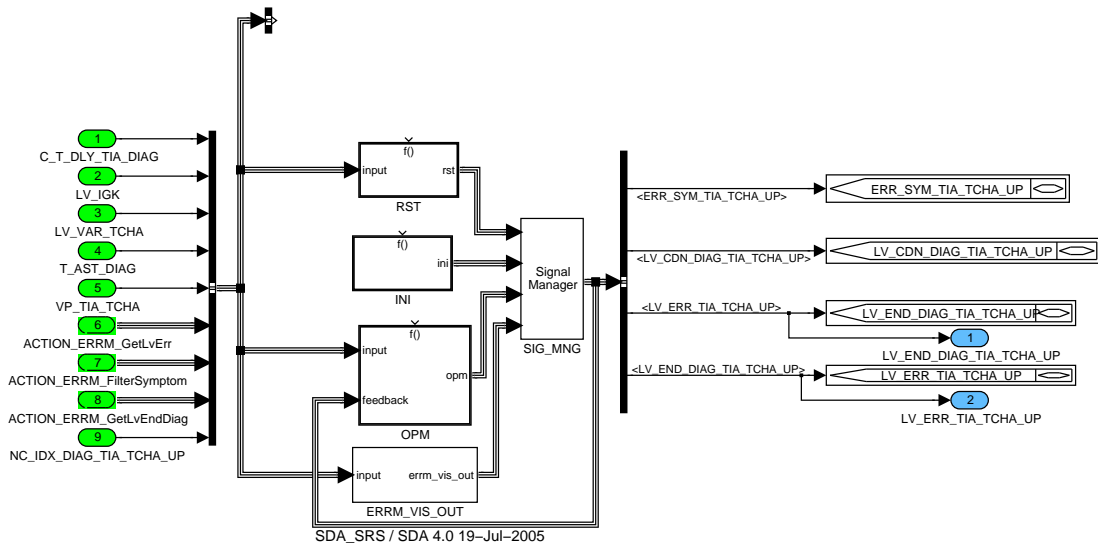 1
C_T_DLY_TIA_DIAG
2
LV_IGK
3
LV_VAR_TCHA
4
T_AST_DIAG
5
VP_TIA_TCHA
6
ACTION_ERRM_GetLvErr
7
ACTION_ERRM_FilterSymptom
8
ACTION_ERRM_GetLvEndDiag
9
NC_IDX_DIAG_TIA_TCHA_UP
f()
input rst
RST
f()
ini
INI
f()
input
opm
feedback
OPM
input errm_vis_out
ERRM_VIS_OUT
Signal
Manager
SIG_MNG
<ERR_SYM_TIA_TCHA_UP>
ERR_SYM_TIA_TCHA_UP
<LV_CDN_DIAG_TIA_TCHA_UP>
LV_CDN_DIAG_TIA_TCHA_UP
<LV_ERR_TIA_TCHA_UP>
LV_END_DIAG_TIA_TCHA_UP
1
LV_END_DIAG_TIA_TCHA_UP
<LV_END_DIAG_TIA_TCHA_UP>
LV_ERR_TIA_TCHA_UP
2
LV_ERR_TIA_TCHA_UP
SDA_SRS / SDA 4.0 19–Jul–2005